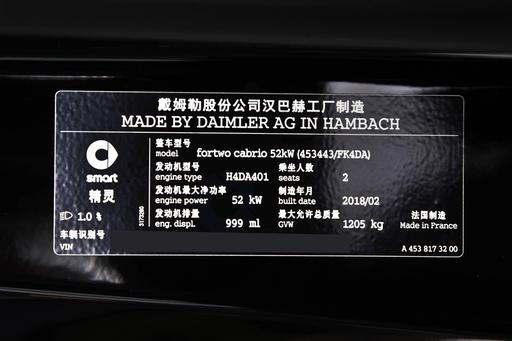 戴姆勒股份公司汉巴赫工厂制造
MADE BY DAIMLER AG IN HAMBACH
smart
精灵
1.0 %
整车型号
model fortwo cabrio 52kW (453443/FK4DA)
发动机型号 乘坐人数
engine type H4DA401 seats 2
发动机最大净功率 制造年月
engine power 52 kW built date 2018/02
发动机排量 最大允许总质量 法国制造
eng. displ. 999 ml GVW 1205 kg Made in France
3173280
车辆识别号
VIN
A 453 817 32 00